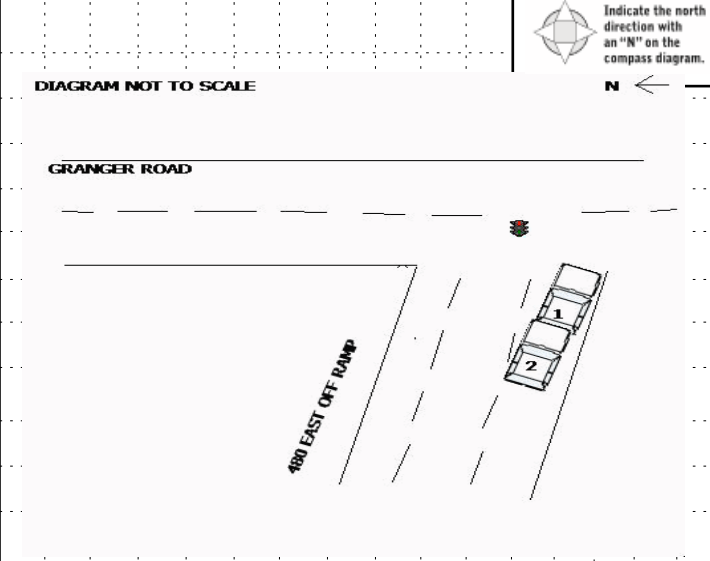 Indicate the north
direction with
an "N" on the
compass diagram.
DIAGRAM NOT TO SCALE
N
GRANGER ROAD
1
2
480 EAST OFF RAMP